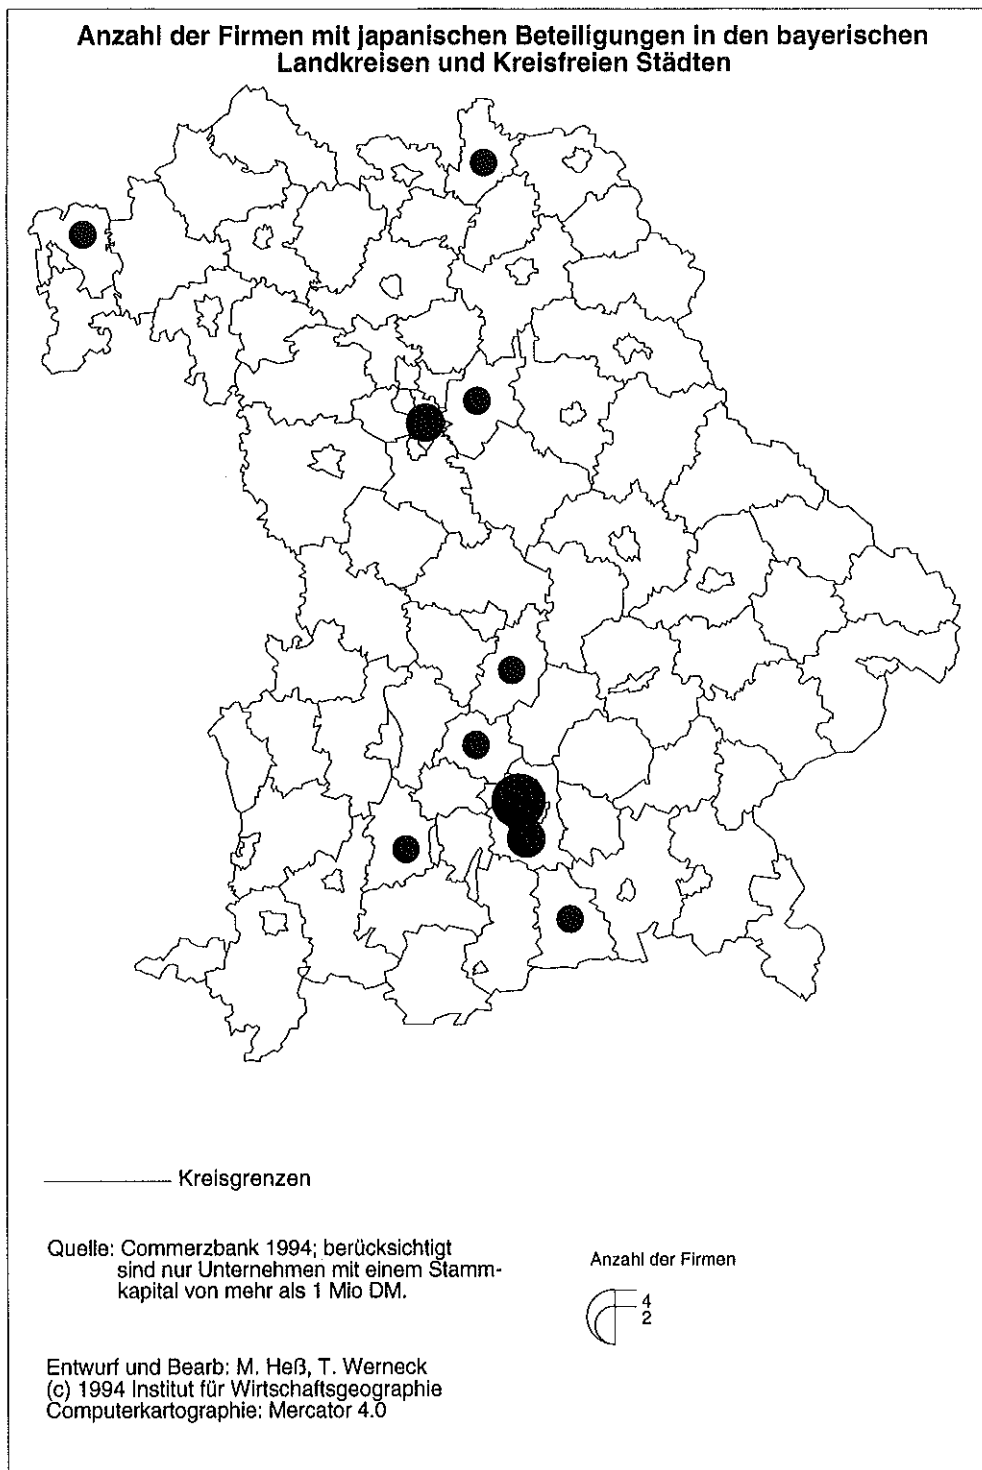 Anzahl der Firmen mit japanischen Beteiligungen in den bayerischen
Landkreisen und Kreisfreien Städten
Kreisgrenzen
Quelle: Commerzbank 1994; berücksichtigt
sind nur Unternehmen mit einem Stamm-
kapital von mehr als 1 Mio DM.
Anzahl der Firmen
4
2
Entwurf und Bearb: M. Heß, T. Werneck
(c) 1994 Institut für Wirtschaftsgeographie
Computerkartographie: Mercator 4.0